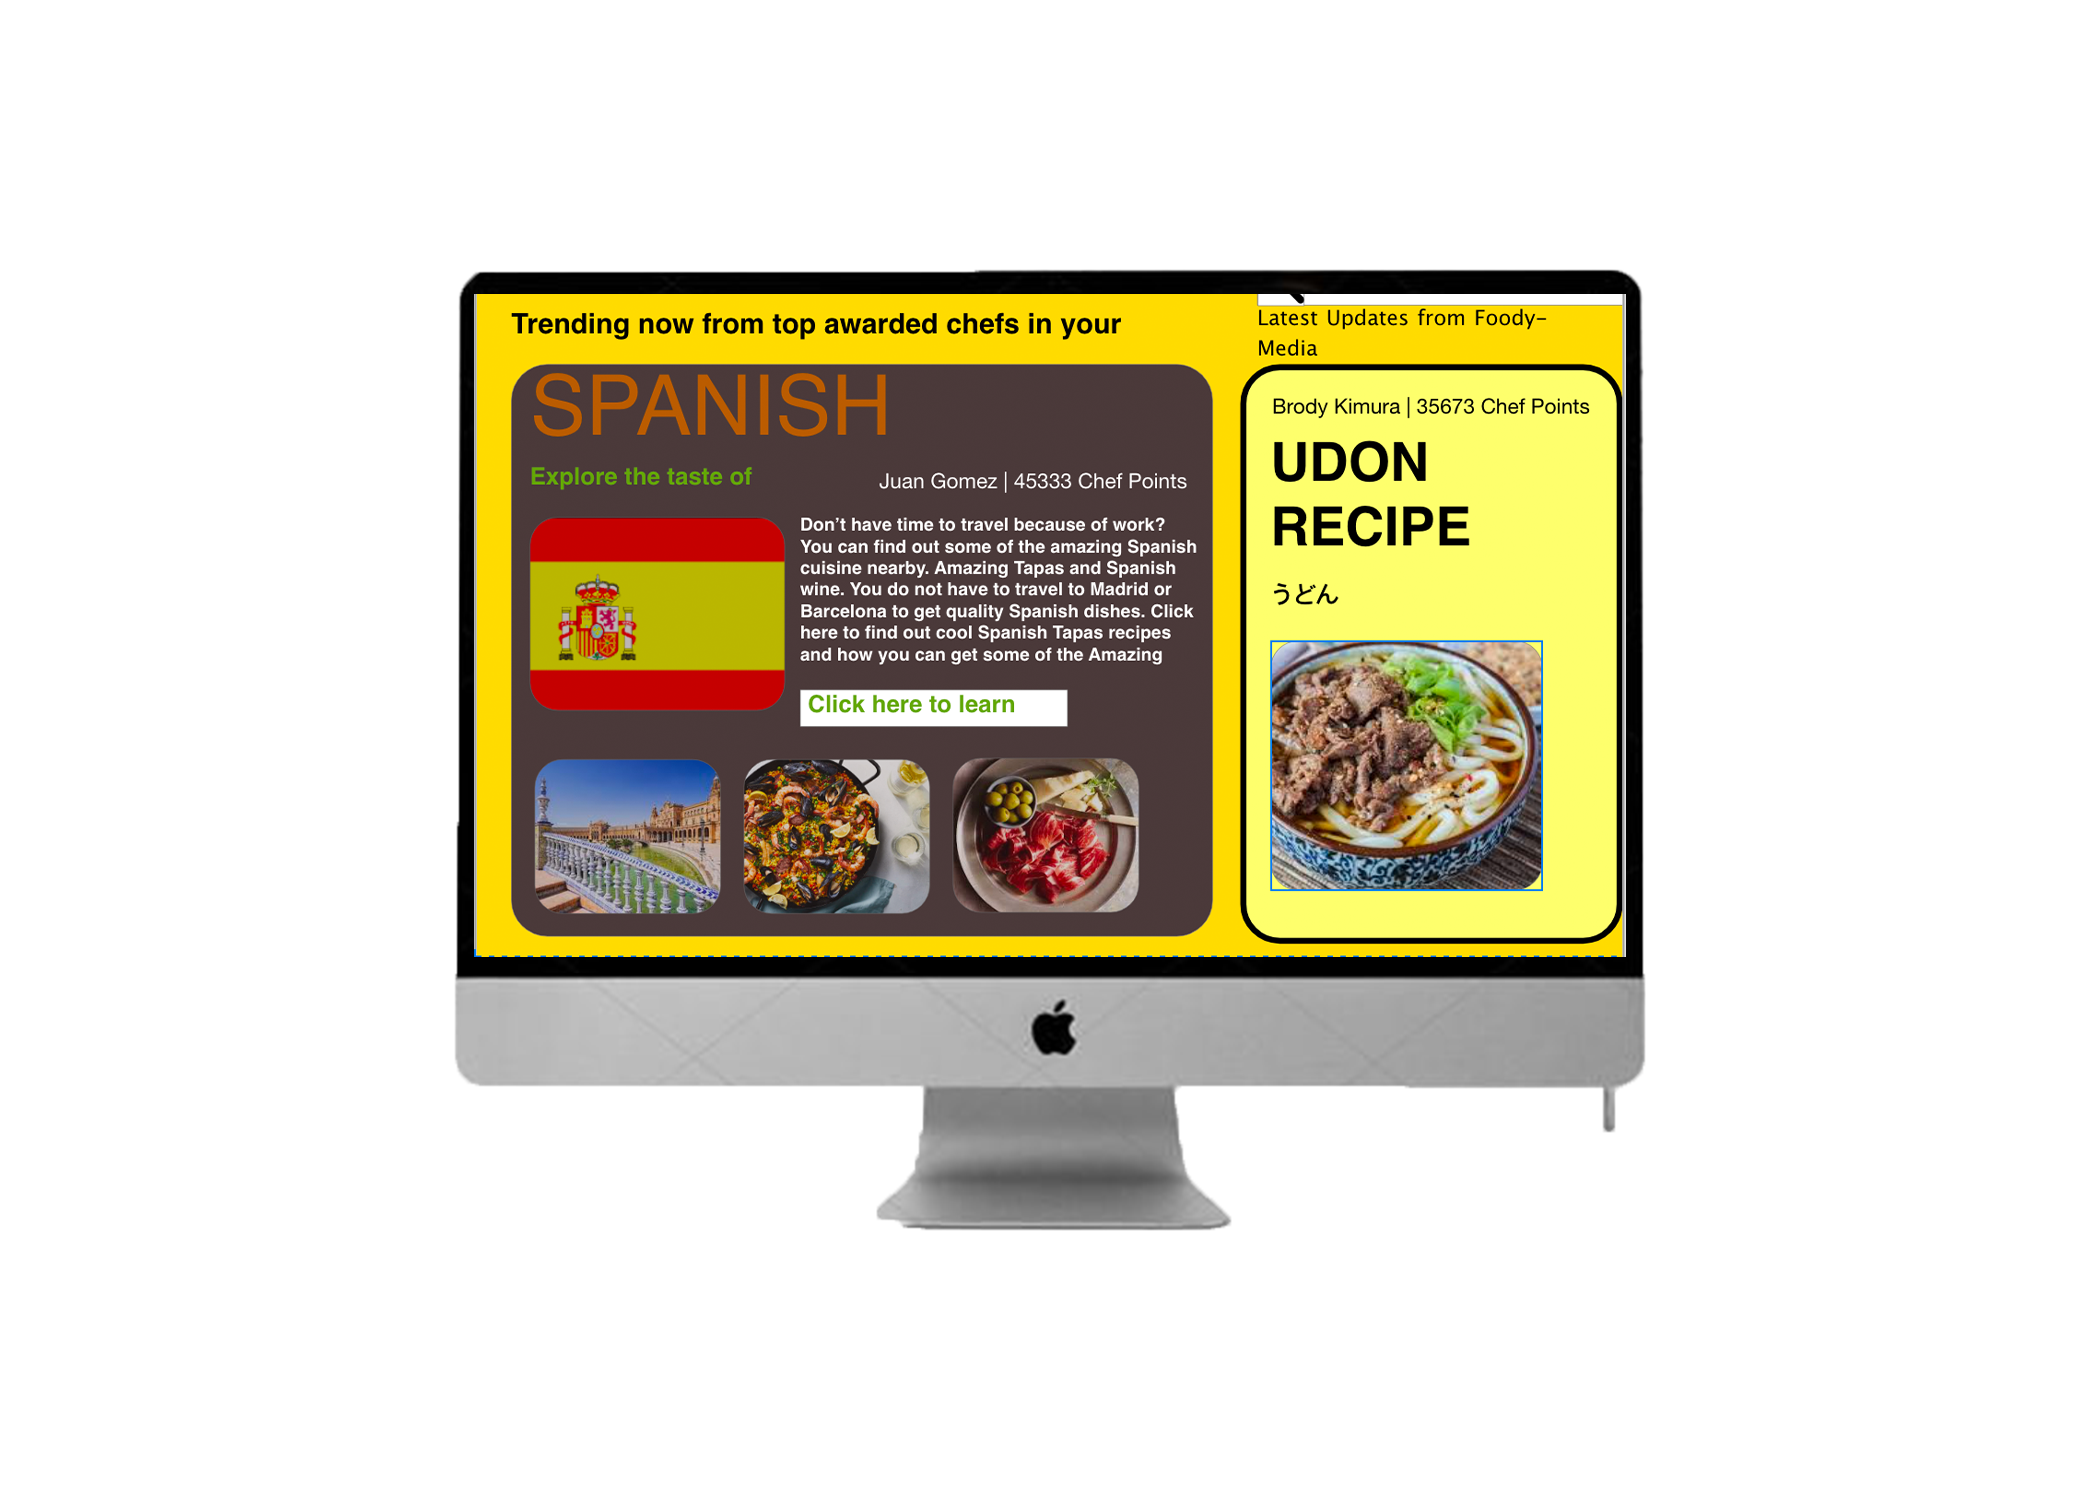 Trending now from top awarded chefs in your
SPANISH
Explore the taste of
Juan Gomez | 45333 Chef Points
Don’t have time to travel because of work?
You can find out some of the amazing Spanish
cuisine nearby. Amazing Tapas and Spanish
wine. You do not have to travel to Madrid or
Barcelona to get quality Spanish dishes. Click
here to find out cool Spanish Tapas recipes
and how you can get some of the Amazing
Click here to learn
Latest Updates from Foody-
Media
Brody Kimura | 35673 Chef Points
UDON
RECIPE
うどん